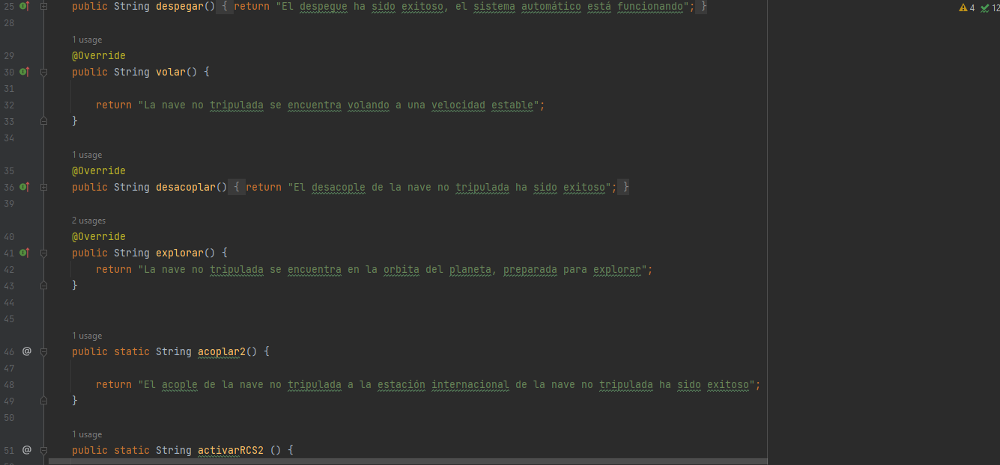 25 public String despegar() { return "El despegue ha sido exitoso, el sistema automático está funcionando"; } 4 12
28
1 usage
29 @Override
30 public String volar() {
31
32 return "La nave no tripulada se encuentra volando a una velocidad estable";
33 }
34
1 usage
35 @Override
36 public String desacoplar() { return "El desacople de la nave no tripulada ha sido exitoso"; }
39
2 usages
40 @Override
41 public String explorar() {
42 return "La nave no tripulada se encuentra en la orbita del planeta, preparada para explorar";
43 }
44
45
1 usage
46 @ public static String acoplar2() {
47
48 return "El acople de la nave no tripulada a la estación internacional de la nave no tripulada ha sido exitoso";
49 }
50
1 usage
51 @ public static String activarRCS2 () {